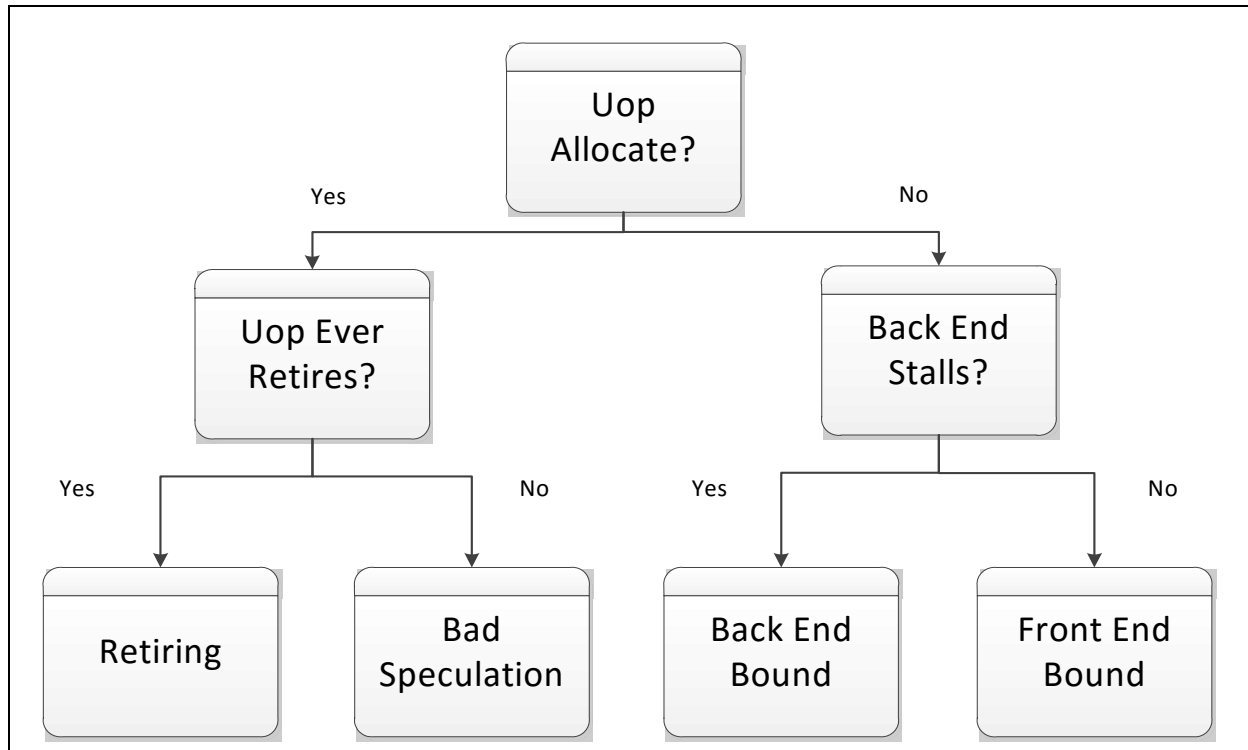 Uop
Allocate?
Yes
No
Uop Ever
Retires?
Back End
Stalls?
Yes
No
Yes
No
Retiring
Bad
Speculation
Back End
Bound
Front End
Bound